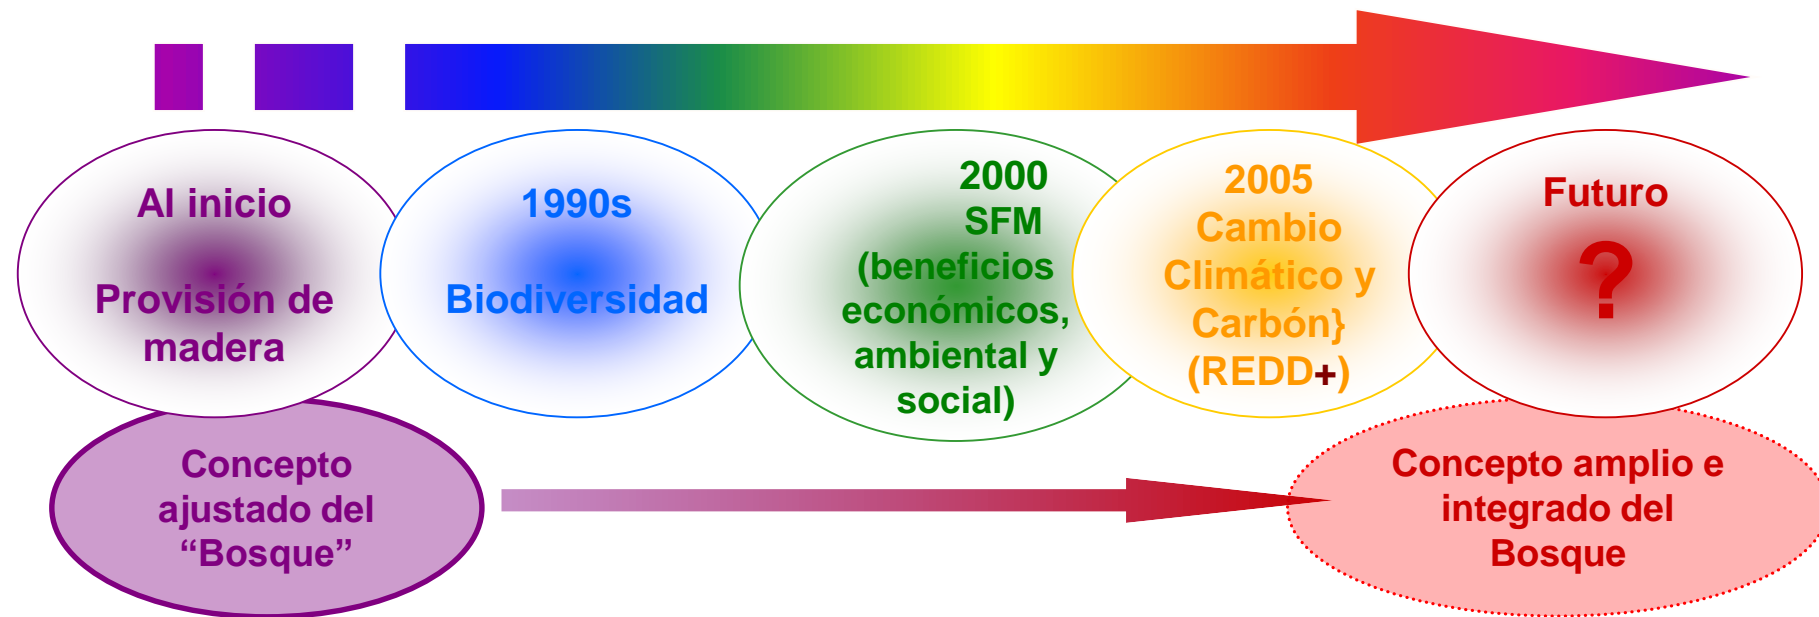 Al inicio
Provisión de
madera
1990s
Biodiversidad
2000
SFM
(beneficios
económicos,
ambiental y
social)
2005
Cambio
Climático y
Carbón}
(REDD+)
Futuro
?
Concepto
ajustado del
“Bosque”
Concepto amplio e
integrado del
Bosque